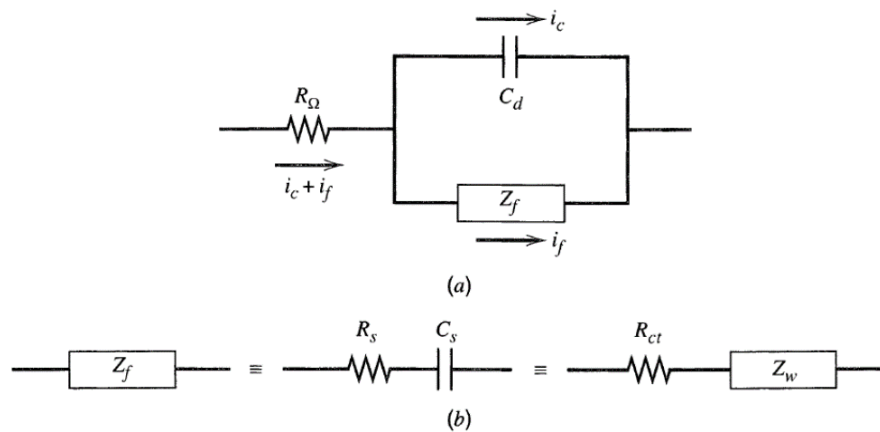 i_c
C_d
R_Ω
i_c + i_f
Z_f
i_f
(a)
R_s C_s R_ct
Z_f ≡ ≡ Z_w
(b)